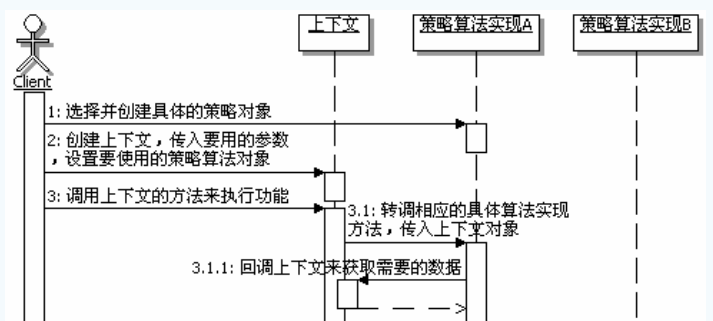 上下文
策略算法实现A
策略算法实现B
Client
1: 选择并创建具体的策略对象
2: 创建上下文，传入要用的参数
，设置要使用的策略算法对象
3: 调用上下文的方法来执行功能
3.1: 转调相应的具体算法实现
方法，传入上下文对象
3.1.1: 回调上下文来获取需要的数据